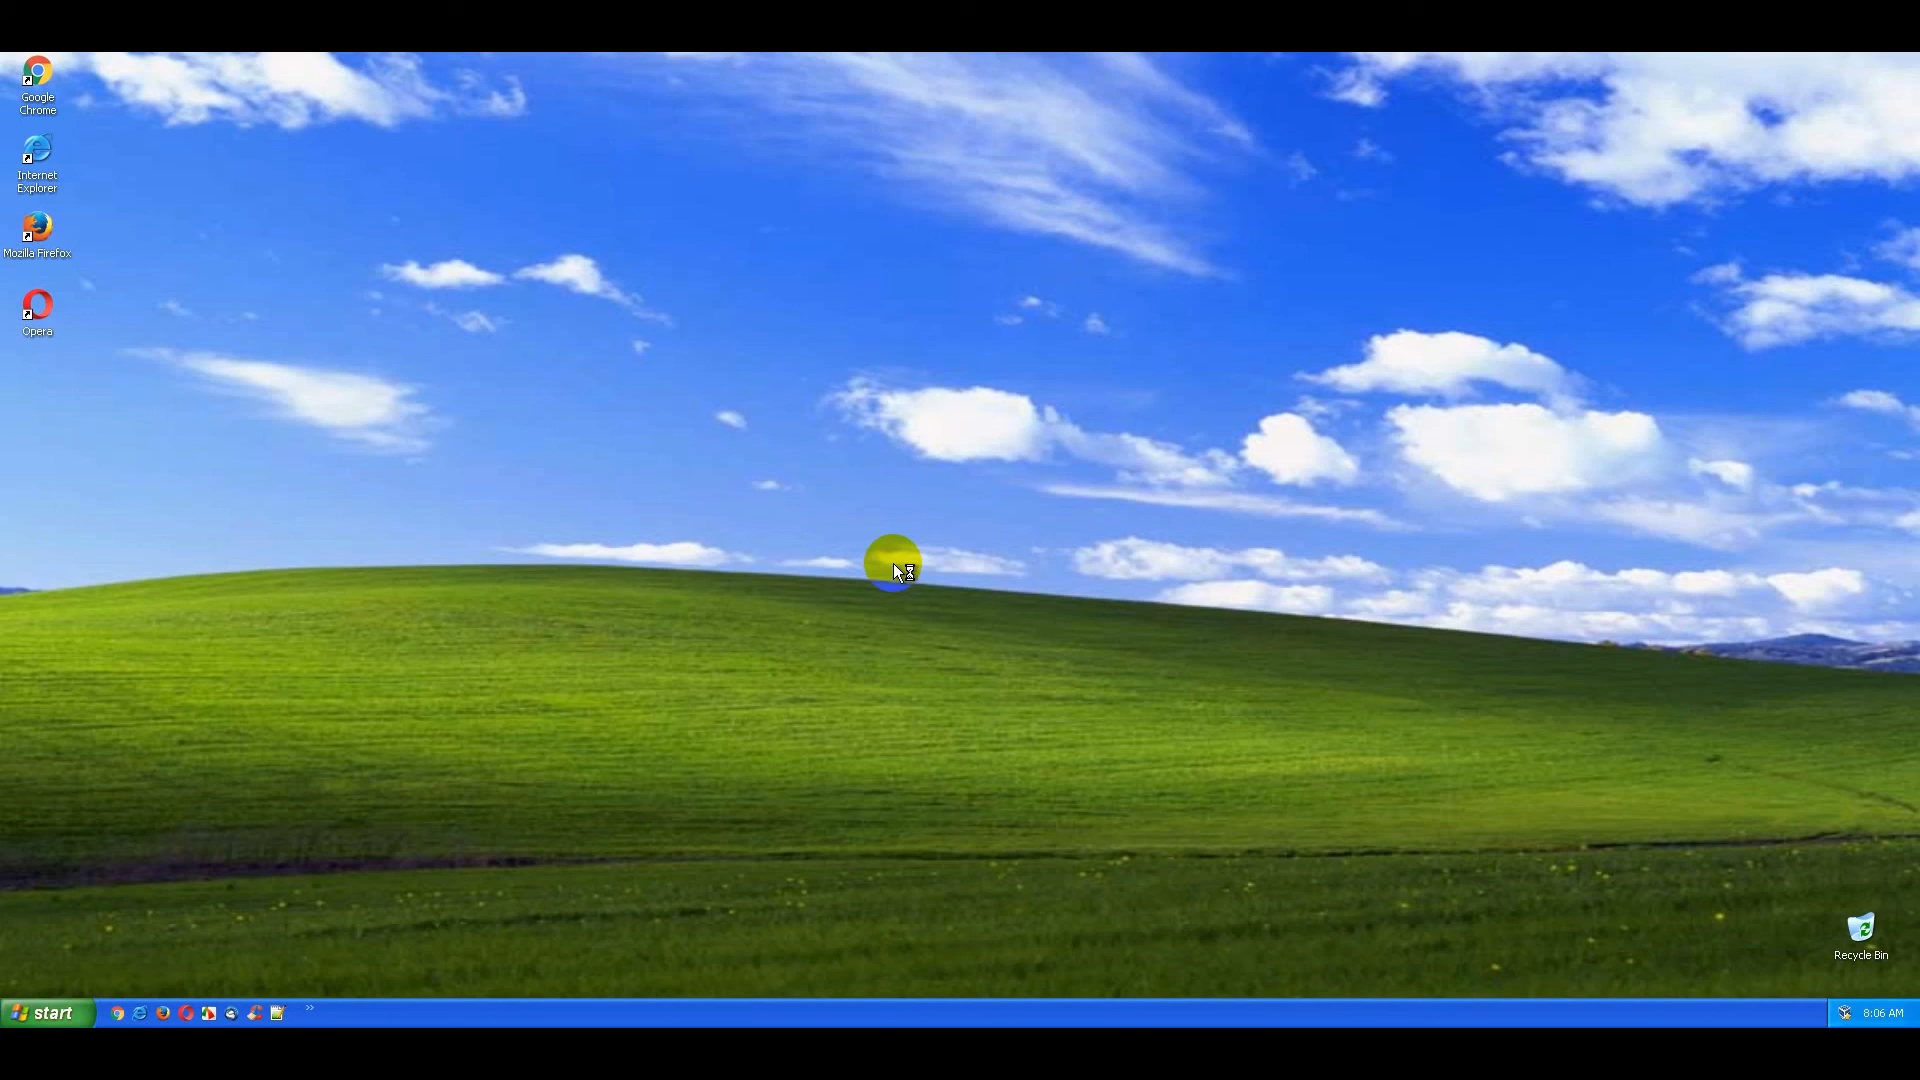 Google
Chrome
Internet
Explorer
Mozilla Firefox
Opera
Recycle Bin
start
8:06 AM